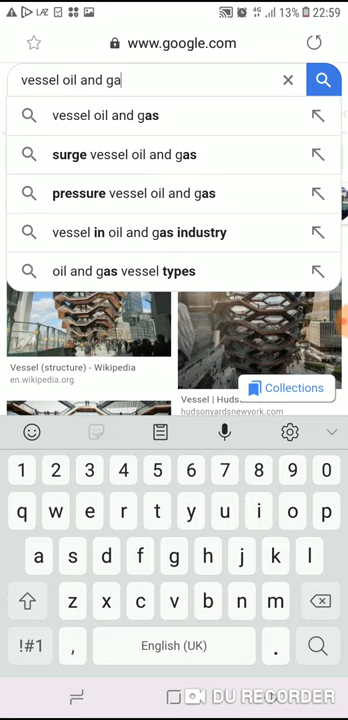 LAZ 4G 13% 22:59
www.google.com
vessel oil and ga
vessel oil and gas
surge vessel oil and gas
pressure vessel oil and gas
vessel in oil and gas industry
oil and gas vessel types
Vessel (structure) - Wikipedia
en.wikipedia.org
Collections
Vessel | Huds
hudsonyardsnewyork.com
1 2 3 4 5 6 7 8 9 0
q w e r t y u i o p
a s d f g h j k l
z x c v b n m
!#1 , English (UK) .
DU RECORDER